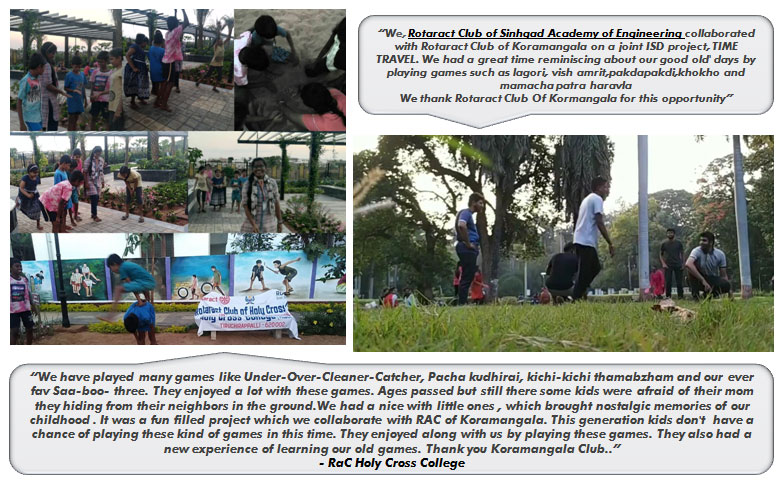 “We, Rotaract Club of Sinhgad Academy of Engineering collaborated
with Rotaract Club of Koramangala on a joint ISD project, TIME
TRAVEL. We had a great time reminiscing about our good old' days by
playing games such as lagori, vish amrit,pakdapakdi,khokho and
mamacha patra haravla
We thank Rotaract Club Of Kormangala for this opportunity”
Rotaract Club of Holy Cross
Holy Cross College
TIRUCHIRAPPALLI - 620002
“We have played many games like Under-Over-Cleaner-Catcher, Pacha kudhirai, kichi-kichi thamabzham and our ever
fav Saa-boo- three. They enjoyed a lot with these games. Ages passed but still there some kids were afraid of their mom
they hiding from their neighbors in the ground.We had a nice with little ones , which brought nostalgic memories of our
childhood . It was a fun filled project which we collaborate with RAC of Koramangala. This generation kids don't have a
chance of playing these kind of games in this time. They enjoyed along with us by playing these games. They also had a
new experience of learning our old games. Thank you Koramangala Club..”
- RaC Holy Cross College